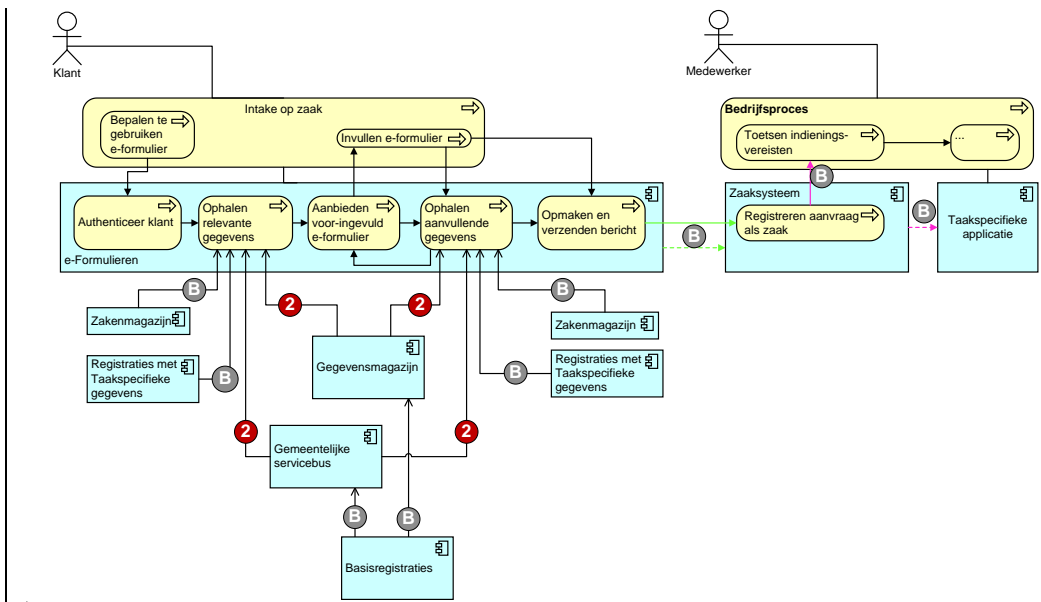 Klant
Medewerker
Intake op zaak
Bepalen te
gebruiken
e-formulier
Invullen e-formulier
Bedrijfsproces
Toetsen indienings-
vereisten
...
B
Authenticeer klant
Ophalen
relevante
gegevens
Aanbieden
voor-ingevuld
e-formulier
Ophalen
aanvullende
gegevens
Opmaken en
verzenden bericht
e-Formulieren
B
Zaaksysteem
Registreren aanvraag
als zaak
B
Taakspecifieke
applicatie
B
2
2
B
Zakenmagazijn
Zakenmagazijn
Gegevensmagazijn
Registraties met
Taakspecifieke
gegevens
B
B
Registraties met
Taakspecifieke
gegevens
2
2
Gemeentelijke
servicebus
B
B
Basisregistraties